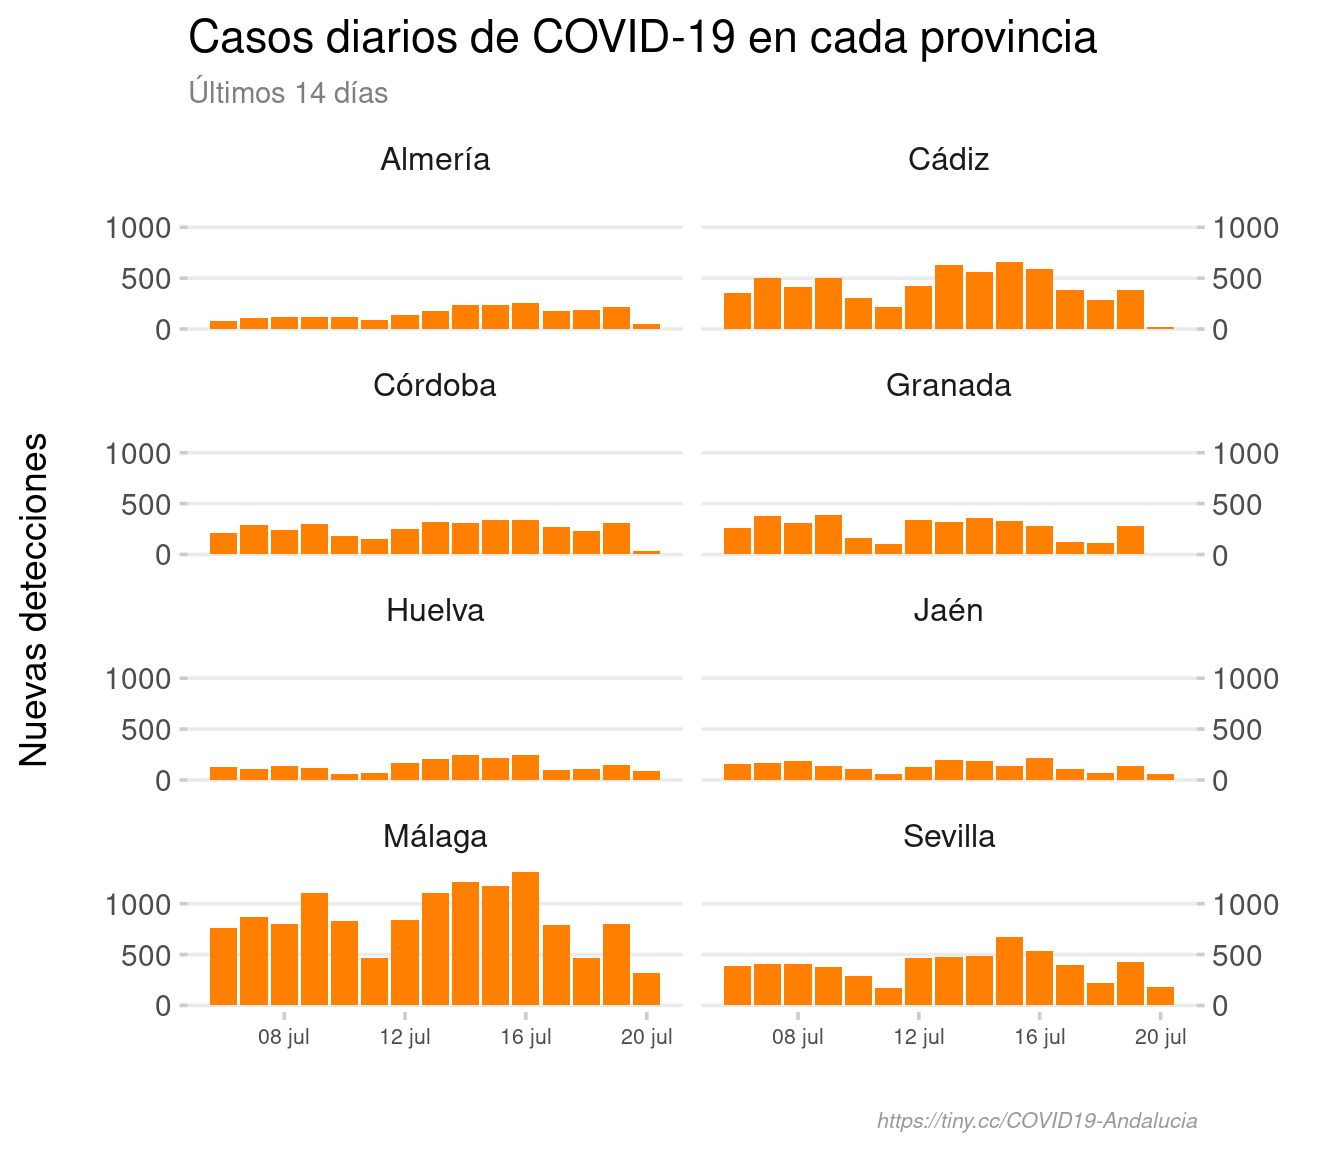 Casos diarios de COVID-19 en cada provincia
Últimos 14 días
Nuevas detecciones
Almería
Cádiz
1000
500
0
1000
500
0
Córdoba
Granada
1000
500
0
1000
500
0
Huelva
Jaén
1000
500
0
1000
500
0
Málaga
Sevilla
1000
500
0
1000
500
0
08 jul 12 jul 16 jul 20 jul
08 jul 12 jul 16 jul 20 jul
https://tiny.cc/COVID19-Andalucia